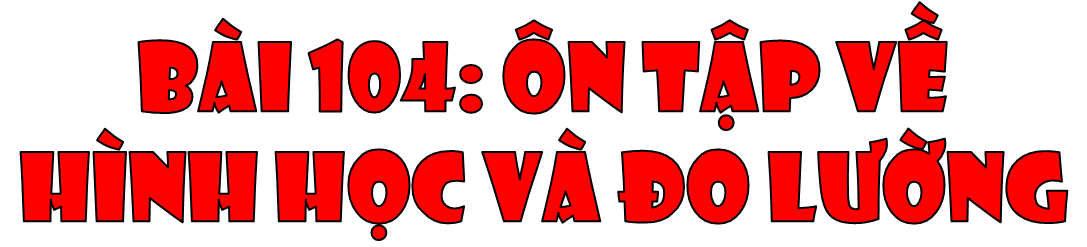 BÀI 104: ÔN TẬP VỀ
HÌNH HỌC VÀ ĐO LƯỜNG